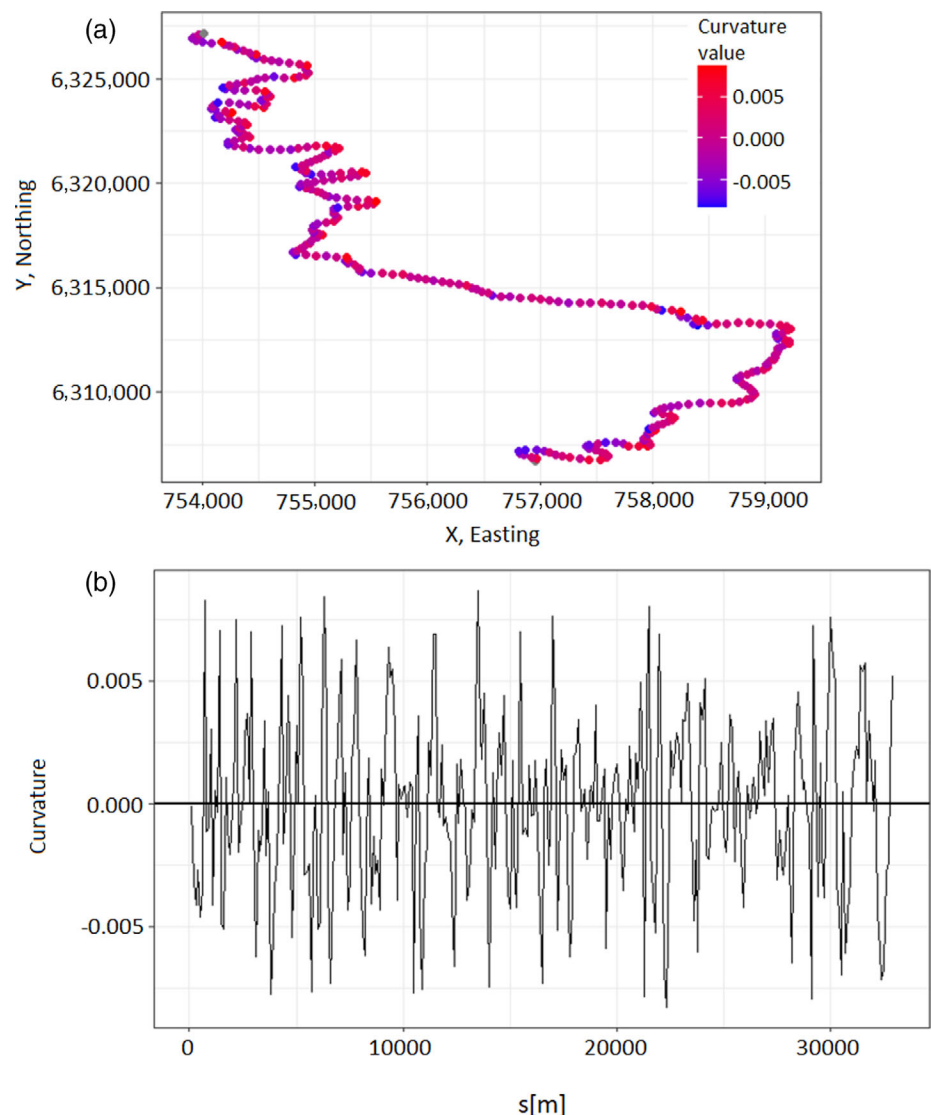 (a)
Curvature
value
0.005
0.000
-0.005
6,325,000
6,320,000
6,315,000
6,310,000
Y, Northing
754,000 755,000 756,000 757,000 758,000 759,000
X, Easting
(b)
0.005
0.000
-0.005
Curvature
0 10000 20000 30000
s[m]